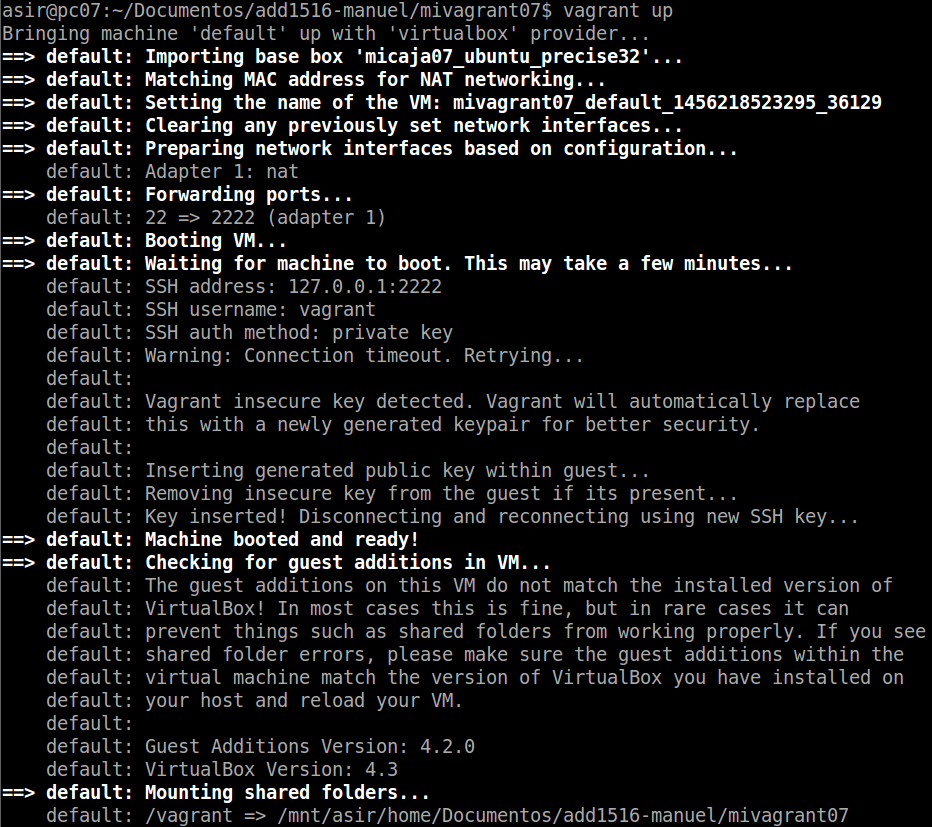 asir@pc07:~/Documentos/add1516-manuel/mivagrant07$ vagrant up
Bringing machine 'default' up with 'virtualbox' provider...
==> default: Importing base box 'micaja07_ubuntu_precise32'...
==> default: Matching MAC address for NAT networking...
==> default: Setting the name of the VM: mivagrant07_default_1456218523295_36129
==> default: Clearing any previously set network interfaces...
==> default: Preparing network interfaces based on configuration...
    default: Adapter 1: nat
==> default: Forwarding ports...
    default: 22 => 2222 (adapter 1)
==> default: Booting VM...
==> default: Waiting for machine to boot. This may take a few minutes...
    default: SSH address: 127.0.0.1:2222
    default: SSH username: vagrant
    default: SSH auth method: private key
    default: Warning: Connection timeout. Retrying...
    default:
    default: Vagrant insecure key detected. Vagrant will automatically replace
    default: this with a newly generated keypair for better security.
    default:
    default: Inserting generated public key within guest...
    default: Removing insecure key from the guest if its present...
    default: Key inserted! Disconnecting and reconnecting using new SSH key...
==> default: Machine booted and ready!
==> default: Checking for guest additions in VM...
    default: The guest additions on this VM do not match the installed version of
    default: VirtualBox! In most cases this is fine, but in rare cases it can
    default: prevent things such as shared folders from working properly. If you see
    default: shared folder errors, please make sure the guest additions within the
    default: virtual machine match the version of VirtualBox you have installed on
    default: your host and reload your VM.
    default:
    default: Guest Additions Version: 4.2.0
    default: VirtualBox Version: 4.3
==> default: Mounting shared folders...
    default: /vagrant => /mnt/asir/home/Documentos/add1516-manuel/mivagrant07